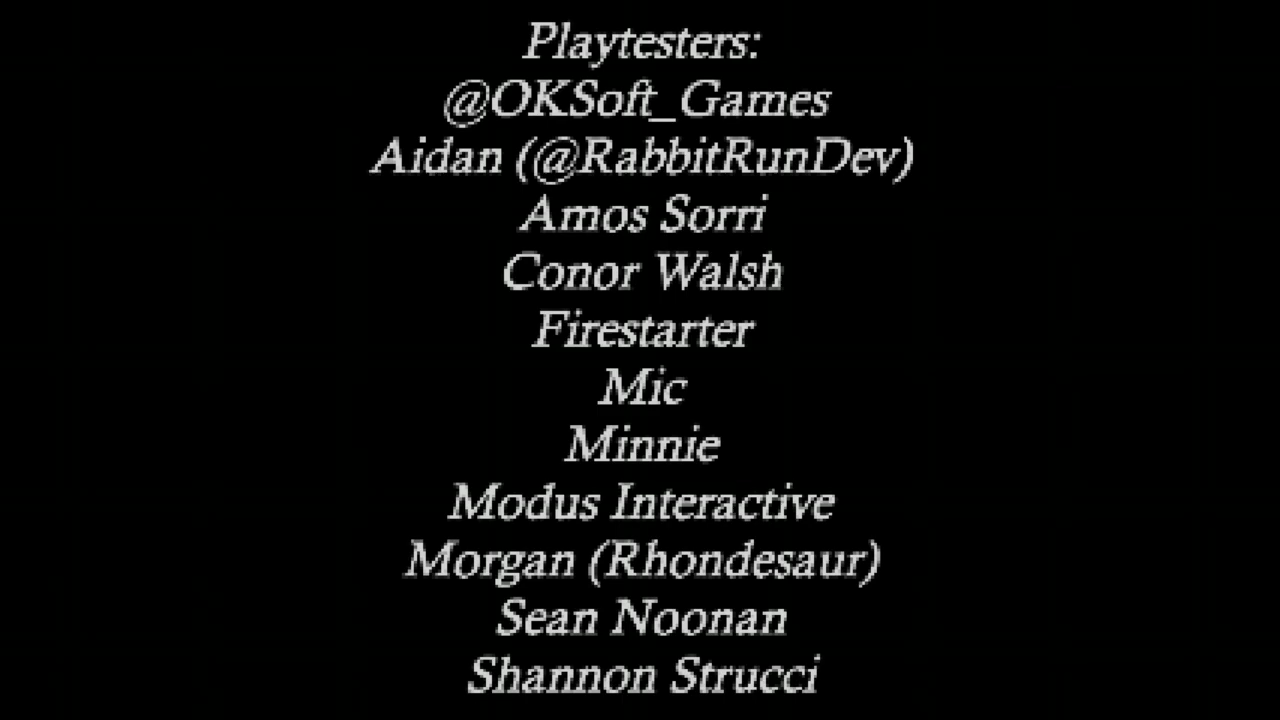 Playtesters:
@OKSoft_Games
Aidan (@RabbitRunDev)
Amos Sorri
Conor Walsh
Firestarter
Mic
Minnie
Modus Interactive
Morgan (Rhondesaur)
Sean Noonan
Shannon Strucci